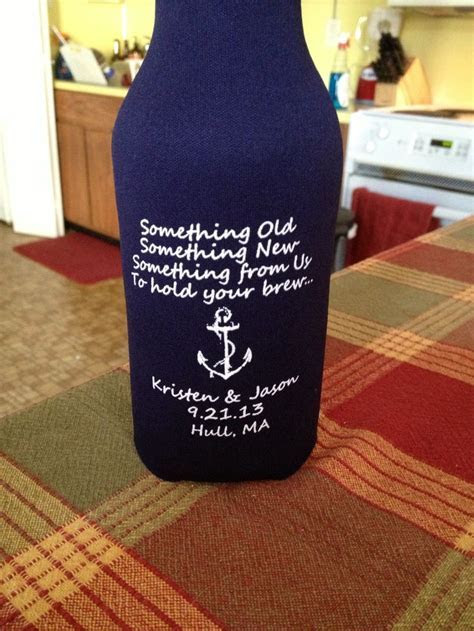 Something Old
Something New
Something from Us
To hold your brew...
Kristen & Jason
9.21.13
Hull, MA